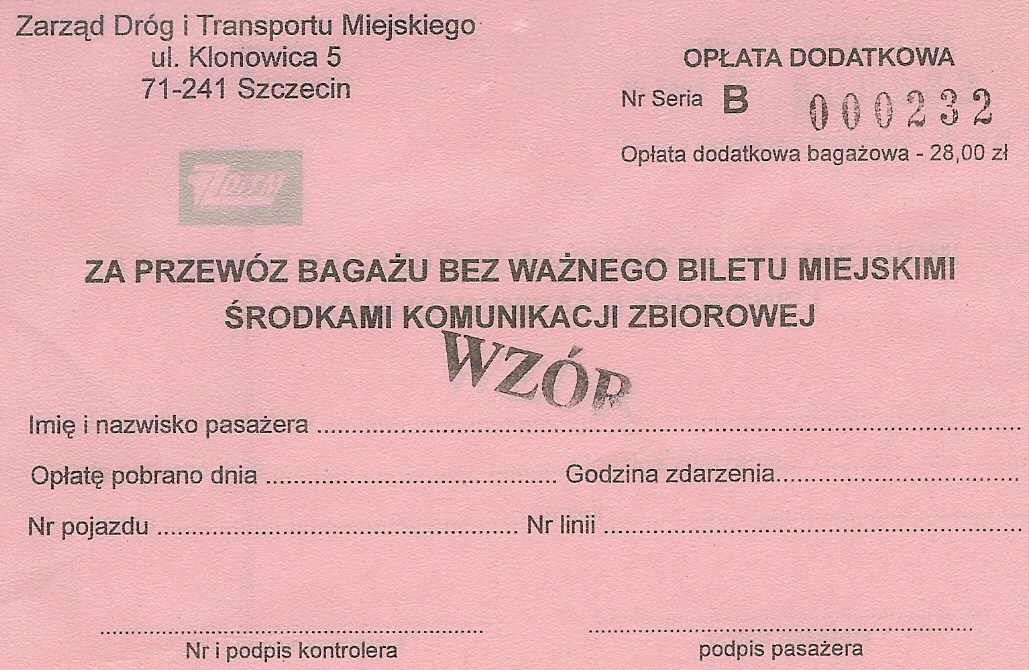 Zarząd Dróg i Transportu Miejskiego
ul. Klonowica 5
71-241 Szczecin
OPŁATA DODATKOWA
Nr Seria B 000232
Opłata dodatkowa bagażowa - 28,00 zł
ZDiTM
ZA PRZEWÓZ BAGAŻU BEZ WAŻNEGO BILETU MIEJSKIMI
ŚRODKAMI KOMUNIKACJI ZBIOROWEJ
WZÓR
Imię i nazwisko pasażera
Opłatę pobrano dnia Godzina zdarzenia
Nr pojazdu Nr linii
Nr i podpis kontrolera podpis pasażera